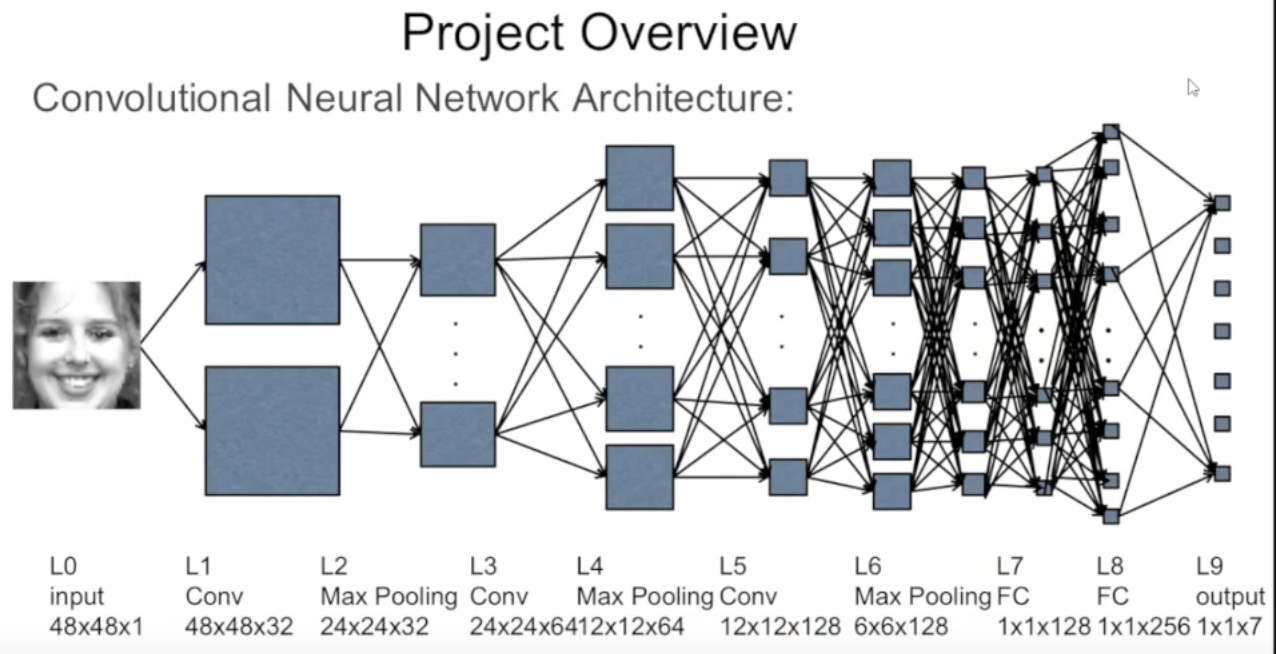 Project Overview
Convolutional Neural Network Architecture:
L0 L1 L2 L3 L4 L5 L6 L7 L8 L9
input Conv Max Pooling Conv Max Pooling Conv Max Pooling FC FC output
48x48x1 48x48x32 24x24x32 24x24x64 12x12x64 12x12x128 6x6x128 1x1x128 1x1x256 1x1x7